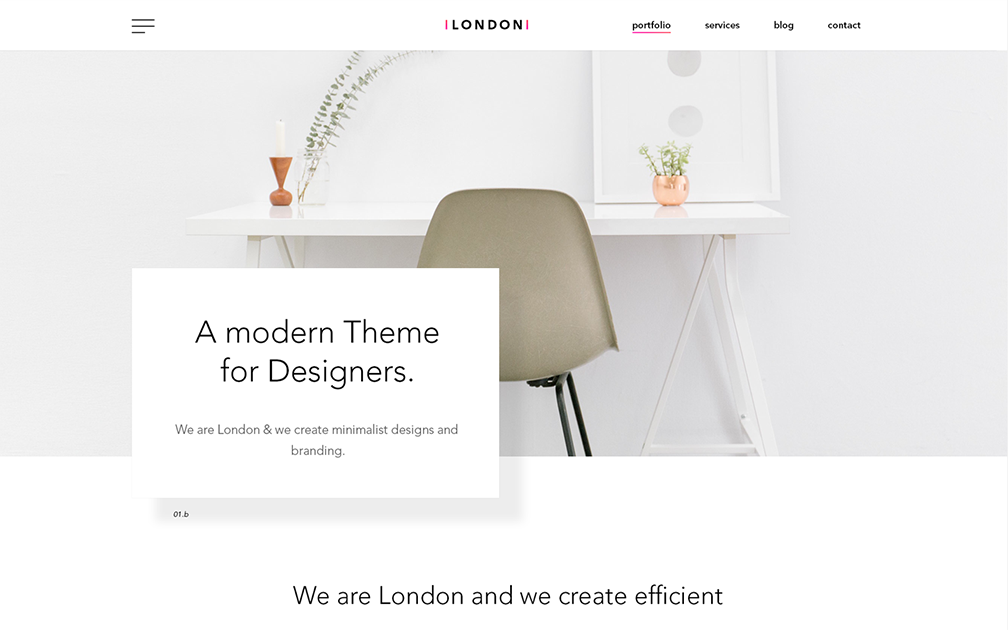 |LONDON|
portfolio
services
blog
contact
A modern Theme
for Designers.
We are London & we create minimalist designs and
branding.
01.b
We are London and we create efficient